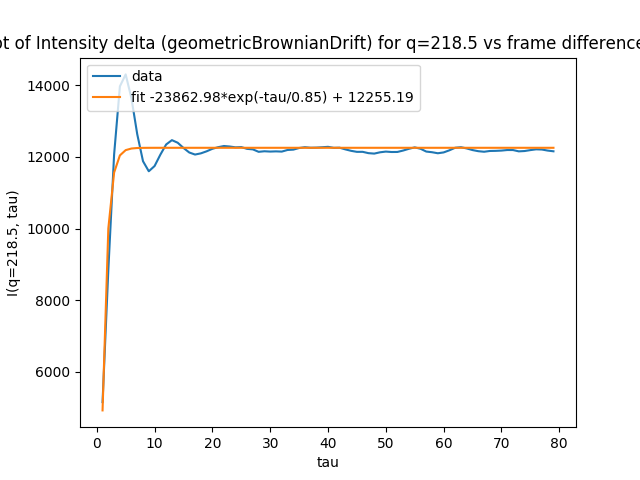 ot of Intensity delta (geometricBrownianDrift) for q=218.5 vs frame difference
data
fit -23862.98*exp(-tau/0.85) + 12255.19
14000
12000
10000
8000
6000
I(q=218.5, tau)
0 10 20 30 40 50 60 70 80
tau